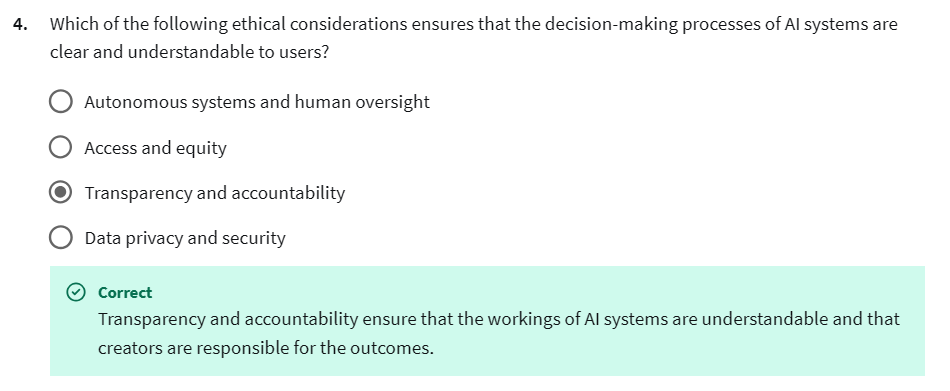 4. Which of the following ethical considerations ensures that the decision-making processes of AI systems are
clear and understandable to users?
Autonomous systems and human oversight
Access and equity
Transparency and accountability
Data privacy and security
Correct
Transparency and accountability ensure that the workings of AI systems are understandable and that
creators are responsible for the outcomes.